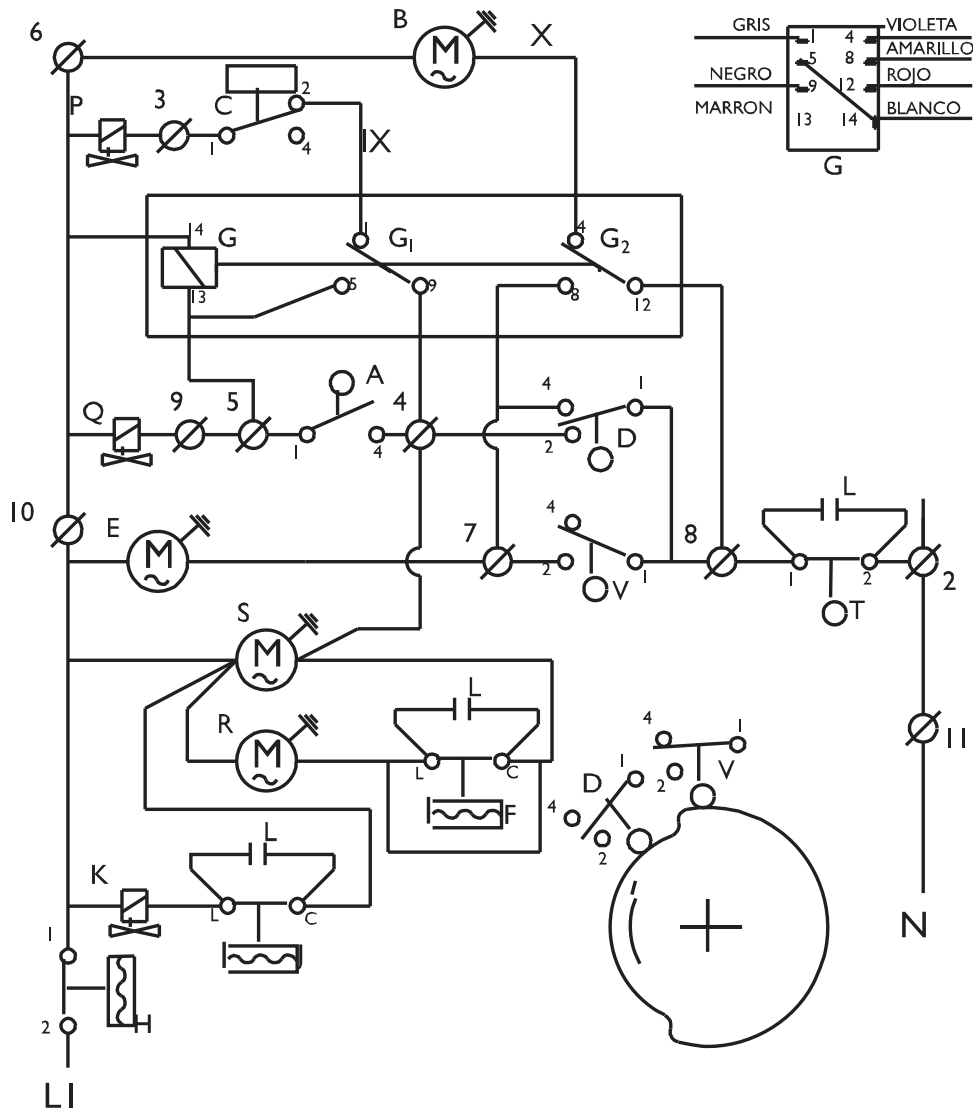 6
B
X
GRIS
1
4
VIOLETA
5
8
AMARILLO
NEGRO
9
12
ROJO
MARRON
13
14
BLANCO
G
P
3
C
2
1
4
IX
14
G
1
G1
4
G2
13
5
9
8
12
Q
9
5
A
4
4
1
1
4
2
D
10
E
7
4
8
L
2
1
V
1
2
2
T
S
M
M
M
M
R
L
L
C
F
4
1
V
2
11
D
1
4
2
L
K
L
C
N
1
2
H
L1